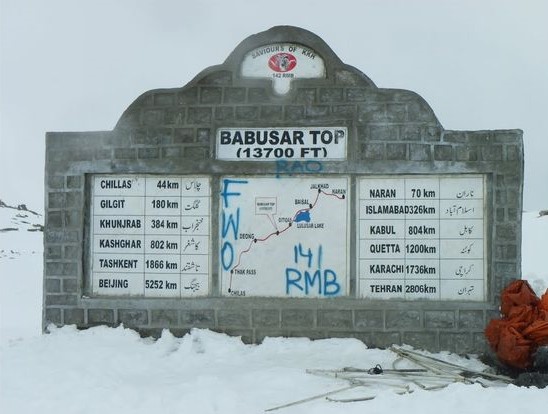 SAVIOURS OF KKH
142 RMB
BABUSAR TOP
(13700 FT)
RAO
CHILLAS 44 km چلاس
GILGIT 180 km گلگت
KHUNJRAB 384 km خنجراب
KASHGHAR 802 km کاشغر
TASHKENT 1866 km تاشقند
BEIJING 5252 km بیجنگ
FWO
JALKHAD
NARAN
BAISAL
GITIDAS
LULUSAR LAKE
BABUSAR TOP
DEONG
THAK PASS
CHILAS
141
RMB
NARAN 70 km ناران
ISLAMABAD 326 km اسلام آباد
KABUL 804 km کابل
QUETTA 1200 km کوئٹہ
KARACHI 1736 km کراچی
TEHRAN 2806 km تہران